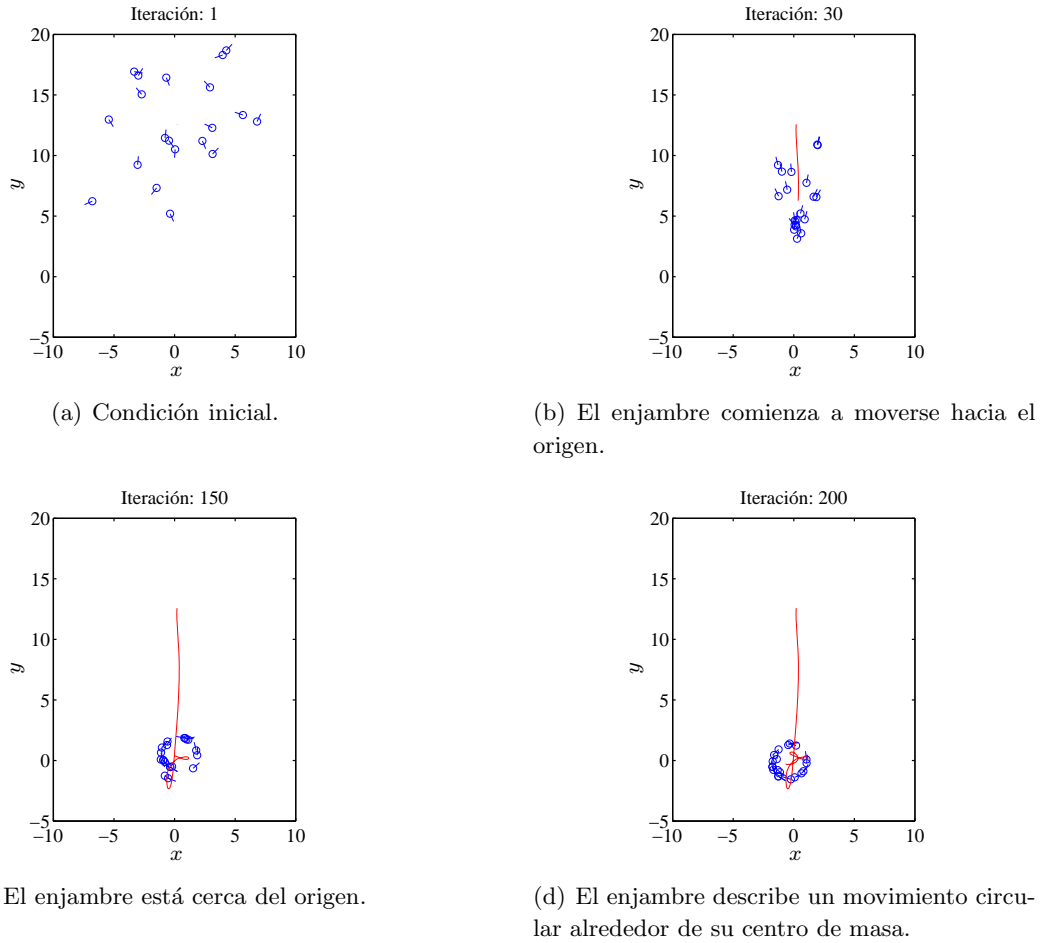 Iteración: 1
20
15
10
5
0
−5
−10
−5
0
5
10
x
y
(a) Condición inicial.
Iteración: 30
20
15
10
5
0
−5
−10
−5
0
5
10
x
y
(b) El enjambre comienza a moverse hacia el
origen.
Iteración: 150
20
15
10
5
0
−5
−10
−5
0
5
10
x
y
El enjambre está cerca del origen.
Iteración: 200
20
15
10
5
0
−5
−10
−5
0
5
10
x
y
(d) El enjambre describe un movimiento circu-
lar alrededor de su centro de masa.